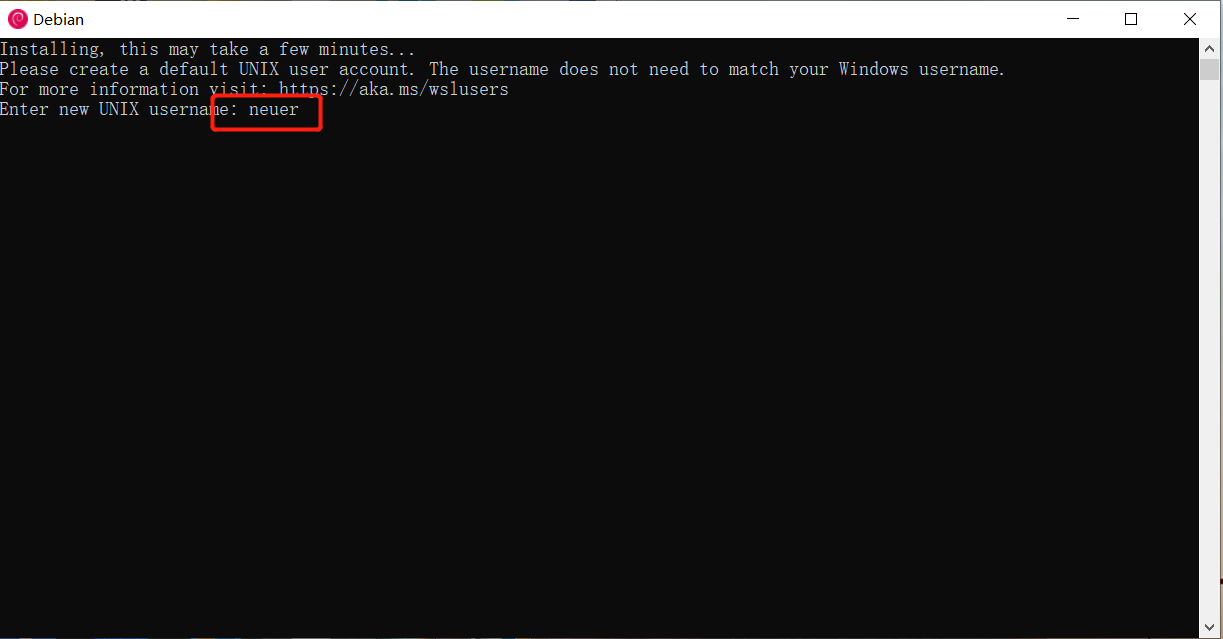 Debian
Installing, this may take a few minutes...
Please create a default UNIX user account. The username does not need to match your Windows username.
For more information visit: https://aka.ms/wslusers
Enter new UNIX username: neuer